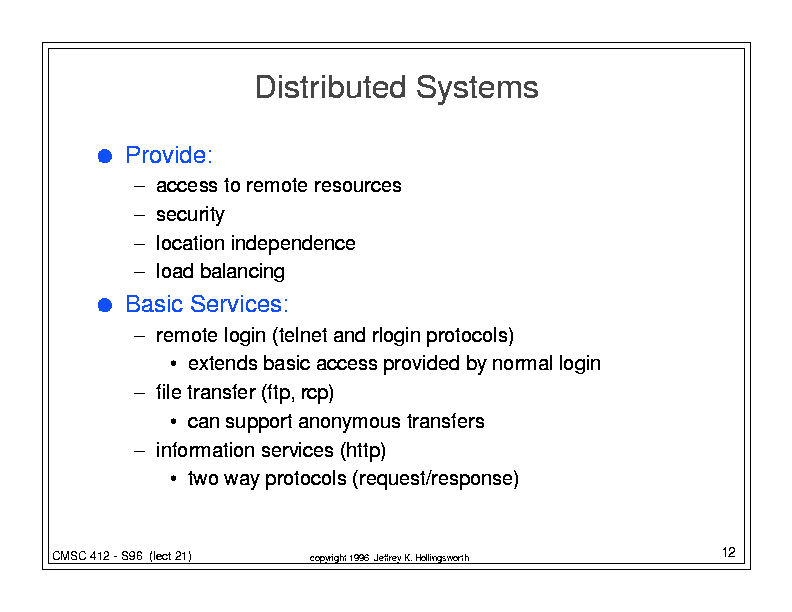 Distributed Systems
● Provide:
– access to remote resources
– security
– location independence
– load balancing
● Basic Services:
– remote login (telnet and rlogin protocols)
• extends basic access provided by normal login
– file transfer (ftp, rcp)
• can support anonymous transfers
– information services (http)
• two way protocols (request/response)
CMSC 412 - S96 (lect 21)
copyright 1996 Jeffrey K. Hollingsworth
12